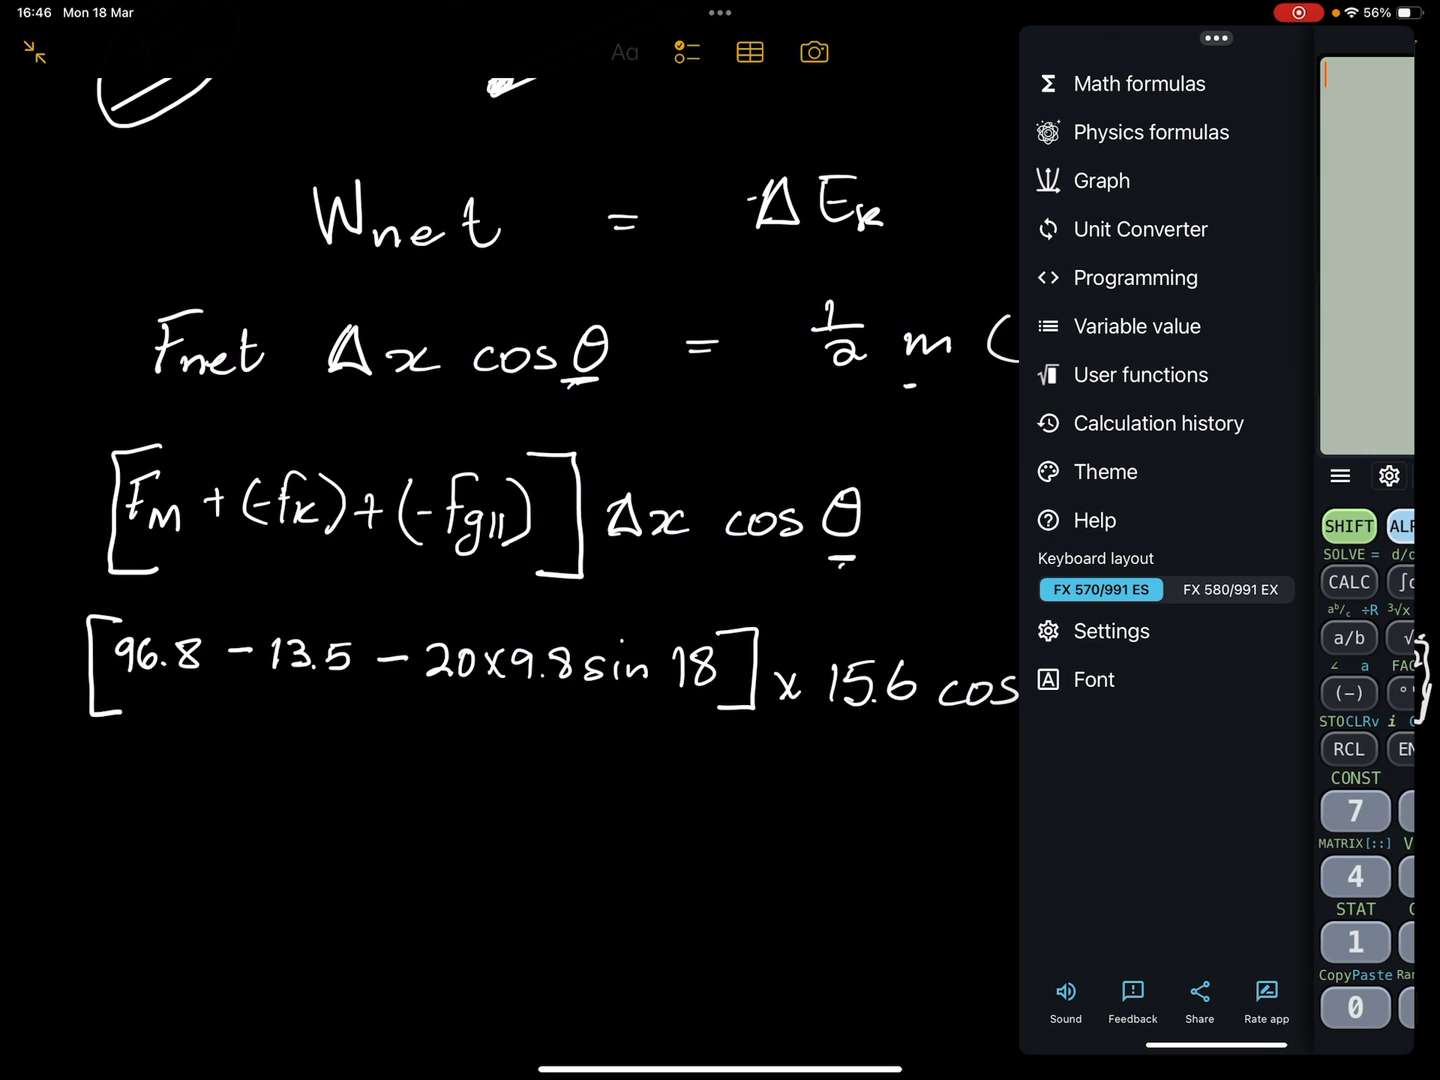 16:46 Mon 18 Mar 56%
Aa
Wnet = -ΔEk
Fnet Δx cosθ = 1/2 m (
[FM + (-fk) + (-Fg||)] Δx cos θ
[96.8 - 13.5 - 20x9.8 sin 18] x 15.6 cos
Math formulas
Physics formulas
Graph
Unit Converter
Programming
Variable value
User functions
Calculation history
Theme
Help
Keyboard layout
FX 570/991 ES FX 580/991 EX
Settings
Font
Sound Feedback Share Rate app
SHIFT
SOLVE =
CALC
aᵇ/c ÷R ³√x
a/b √
∠ a
(-)
STO CLRv i
RCL
CONST
7
MATRIX[::]
4
STAT
1
Copy Paste
0